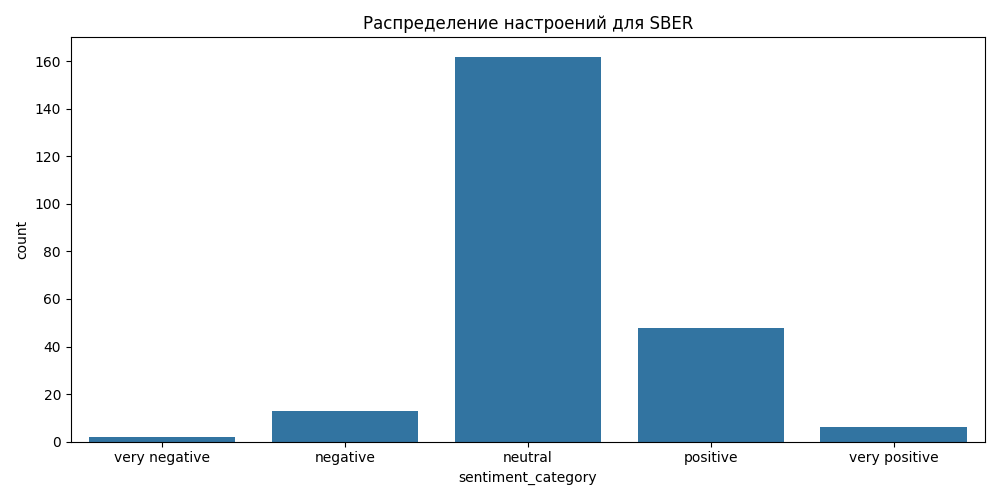 Распределение настроений для SBER
count
160
140
120
100
80
60
40
20
0
very negative
negative
neutral
positive
very positive
sentiment_category